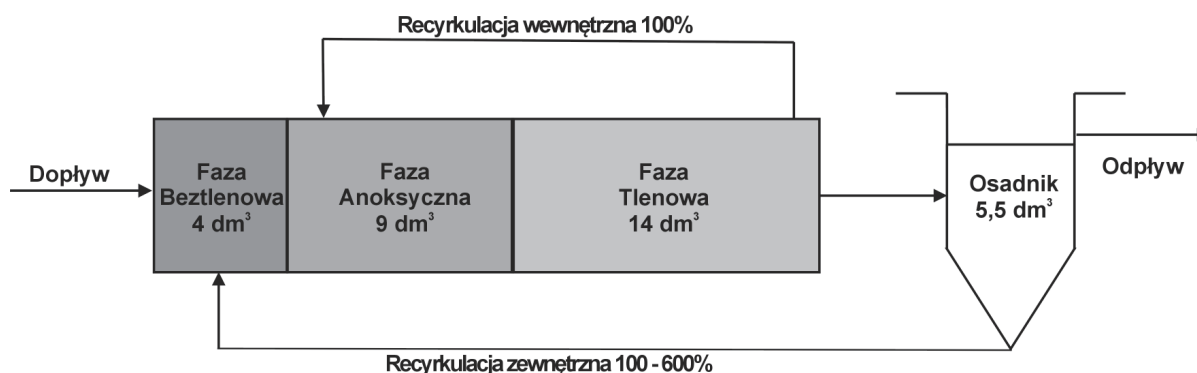 Recyrkulacja wewnętrzna 100%
Dopływ
Faza
Beztlenowa
4 dm³
Faza
Anoksyczna
9 dm³
Faza
Tlenowa
14 dm³
Osadnik
5,5 dm³
Odpływ
Recyrkulacja zewnętrzna 100 - 600%